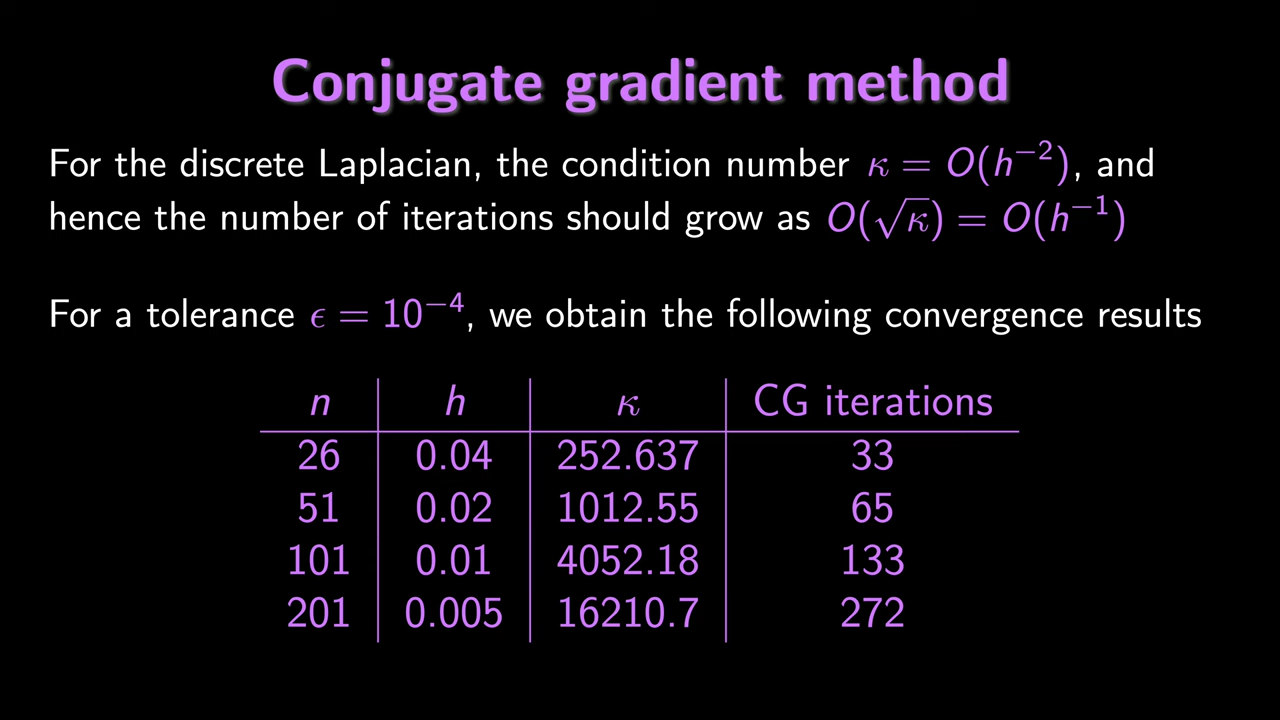 Conjugate gradient method
For the discrete Laplacian, the condition number κ = O(h⁻²), and
hence the number of iterations should grow as O(√κ) = O(h⁻¹)
For a tolerance ϵ = 10⁻⁴, we obtain the following convergence results
n h κ CG iterations
26 0.04 252.637 33
51 0.02 1012.55 65
101 0.01 4052.18 133
201 0.005 16210.7 272